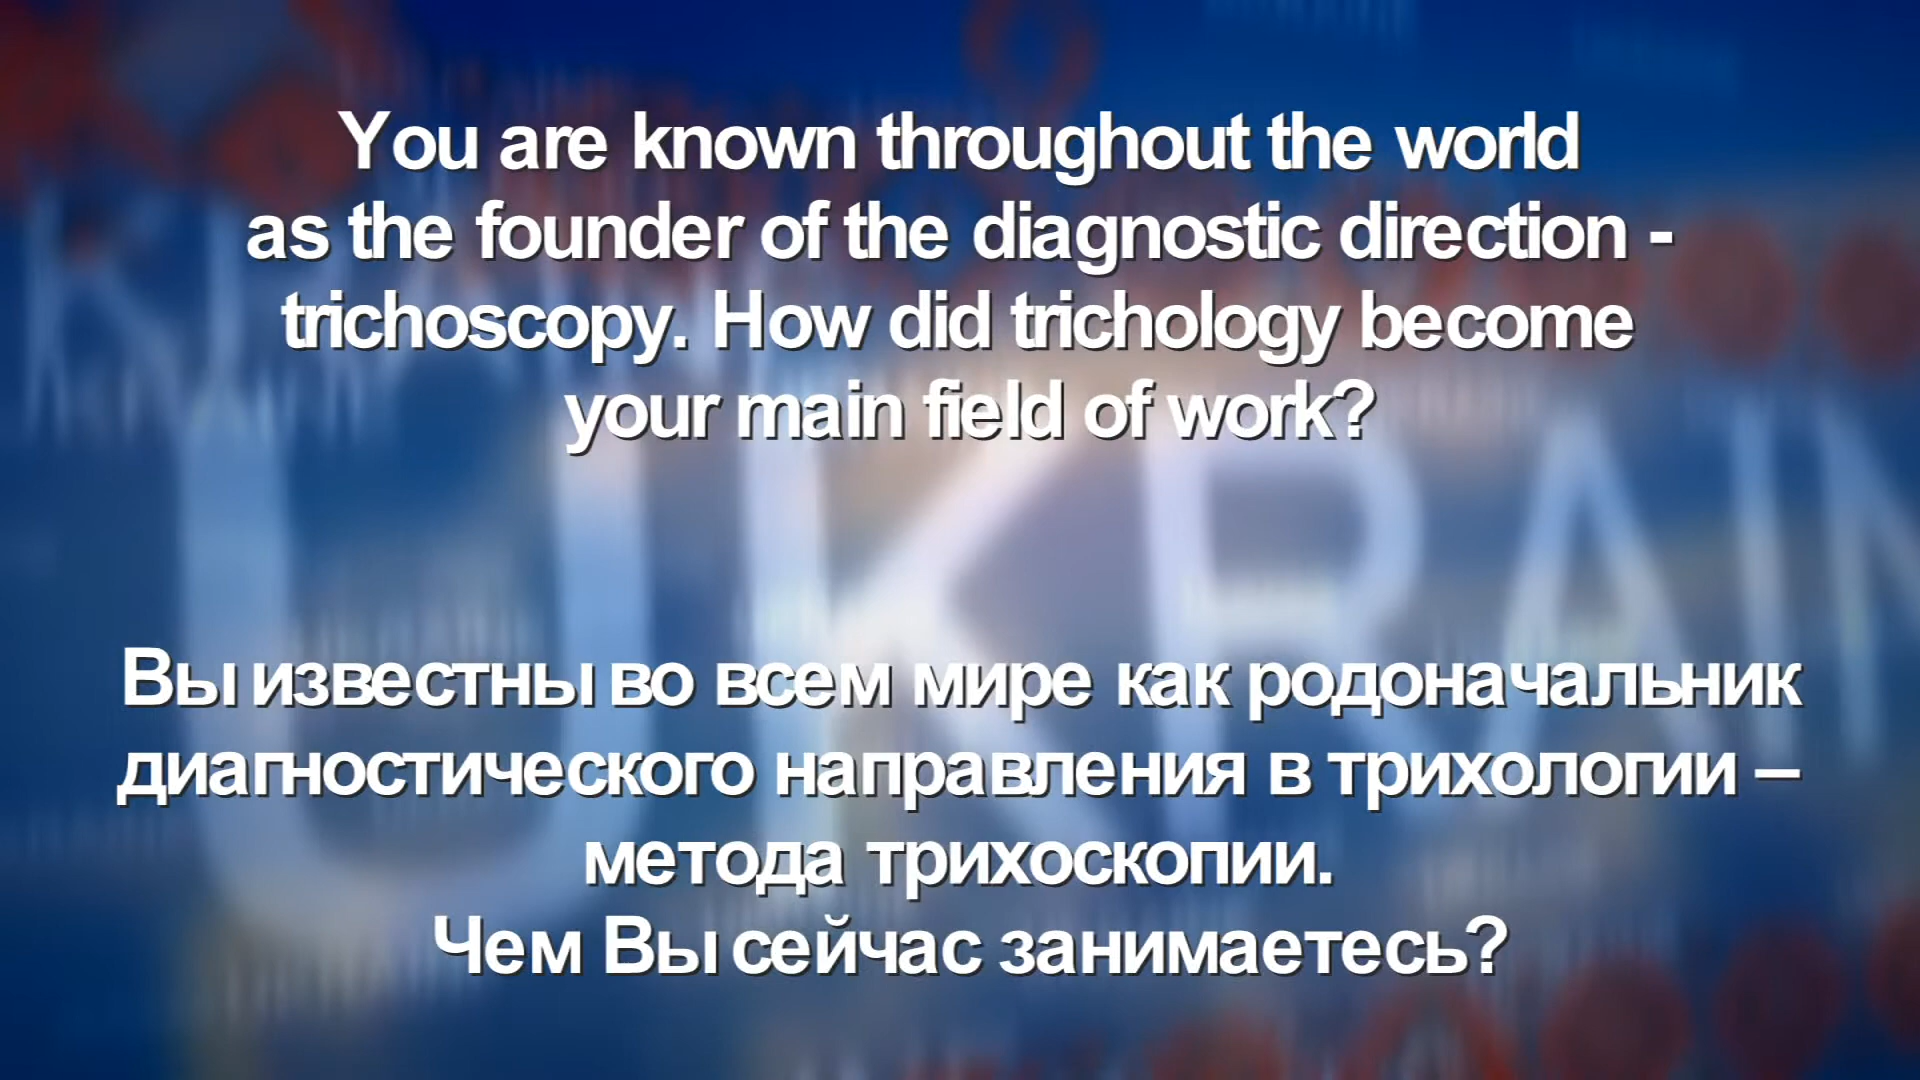 You are known throughout the world
as the founder of the diagnostic direction -
trichoscopy. How did trichology become
your main field of work?
UKRAIN
Вы известны во всем мире как родоначальник
диагностического направления в трихологии –
метода трихоскопии.
Чем Вы сейчас занимаетесь?